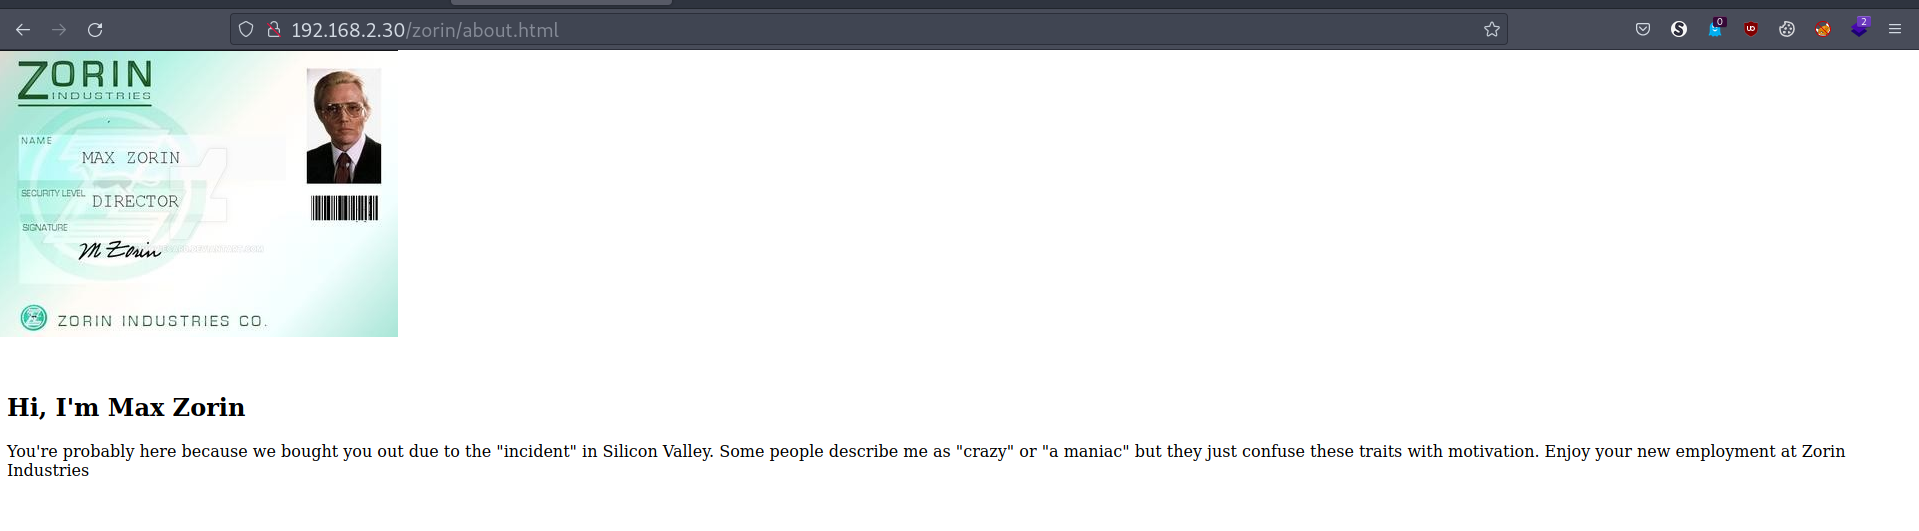 192.168.2.30/zorin/about.html
0
2
ZORIN
INDUSTRIES
NAME
MAX ZORIN
SECURITY LEVEL
DIRECTOR
SIGNATURE
M Zorin
ZORIN INDUSTRIES CO.
Hi, I'm Max Zorin
You're probably here because we bought you out due to the "incident" in Silicon Valley. Some people describe me as "crazy" or "a maniac" but they just confuse these traits with motivation. Enjoy your new employment at Zorin
Industries